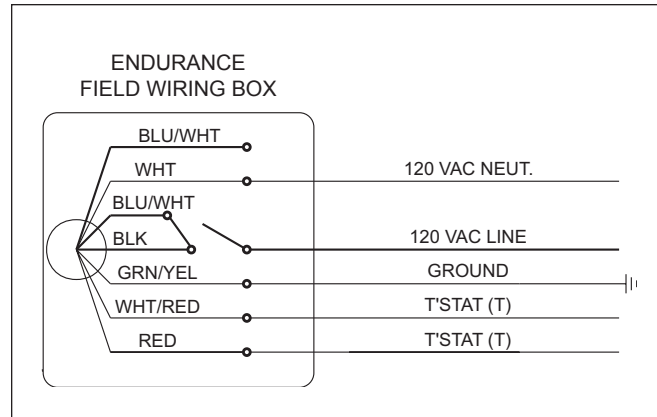 ENDURANCE
FIELD WIRING BOX
BLU/WHT
WHT
120 VAC NEUT.
BLU/WHT
BLK
120 VAC LINE
GRN/YEL
GROUND
WHT/RED
T'STAT (T)
RED
T'STAT (T)